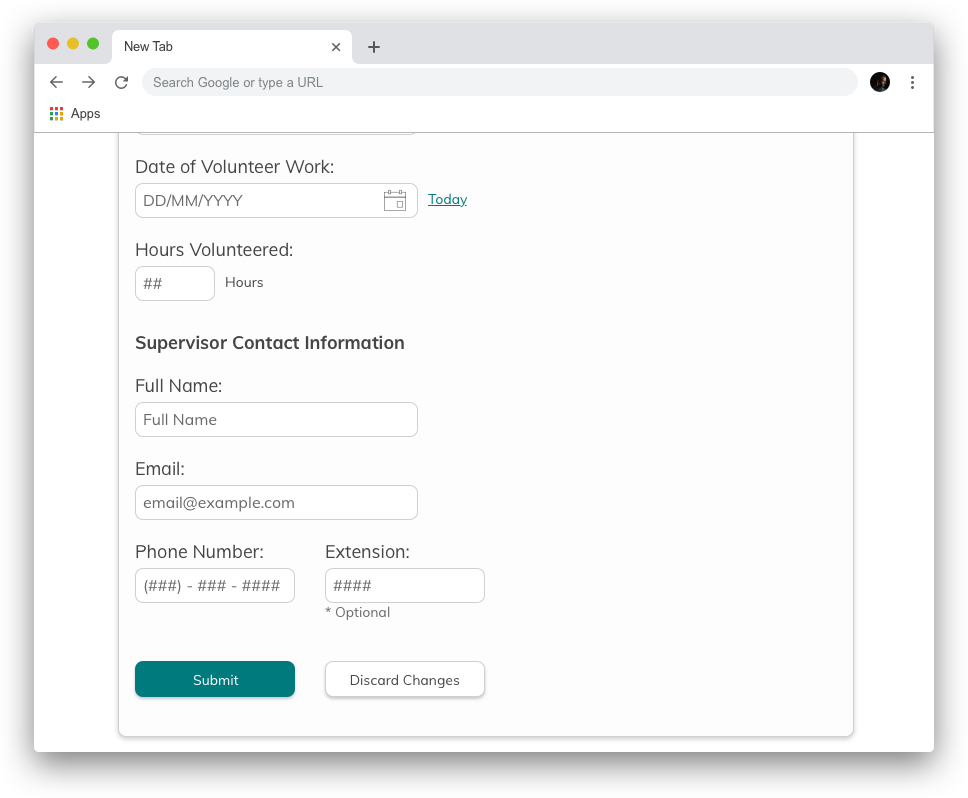 New Tab
Search Google or type a URL
Apps
Date of Volunteer Work:
DD/MM/YYYY
Today
Hours Volunteered:
##
Hours
Supervisor Contact Information
Full Name:
Full Name
Email:
email@example.com
Phone Number: Extension:
(###) - ### - #### ####
* Optional
Submit Discard Changes